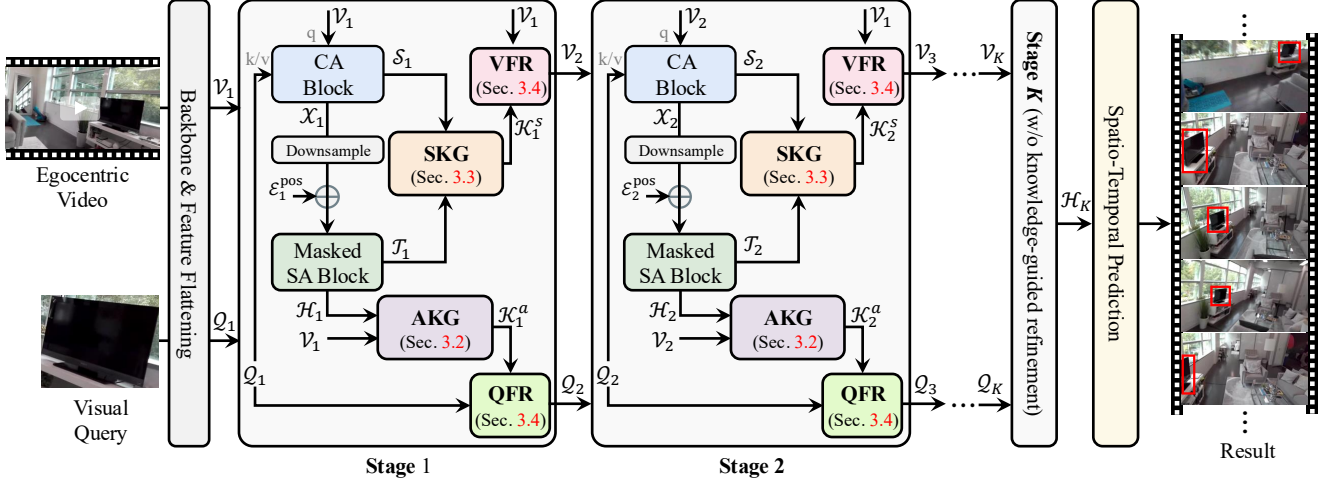 Egocentric
Video
Visual
Query
Backbone & Feature Flattening
𝒱₁
𝒬₁
𝒱₁
q
k/v
CA
Block
𝒮₁
𝒳₁
Downsample
ℰ₁ᵖᵒˢ
Masked
SA Block
𝒯₁
ℋ₁
𝒱₁
SKG
(Sec. 3.3)
𝒦₁ˢ
𝒱₁
VFR
(Sec. 3.4)
AKG
(Sec. 3.2)
𝒦₁ᵃ
𝒬₁
QFR
(Sec. 3.4)
Stage 1
𝒱₂
𝒬₂
𝒱₂
q
k/v
CA
Block
𝒮₂
𝒳₂
Downsample
ℰ₂ᵖᵒˢ
Masked
SA Block
𝒯₂
ℋ₂
𝒱₂
SKG
(Sec. 3.3)
𝒦₂ˢ
𝒱₁
VFR
(Sec. 3.4)
AKG
(Sec. 3.2)
𝒦₂ᵃ
𝒬₂
QFR
(Sec. 3.4)
Stage 2
𝒱₃ ··· 𝒱_K
𝒬₃ ··· 𝒬_K
Stage K (w/o knowledge-guided refinement)
ℋ_K
Spatio-Temporal Prediction
...
...
Result